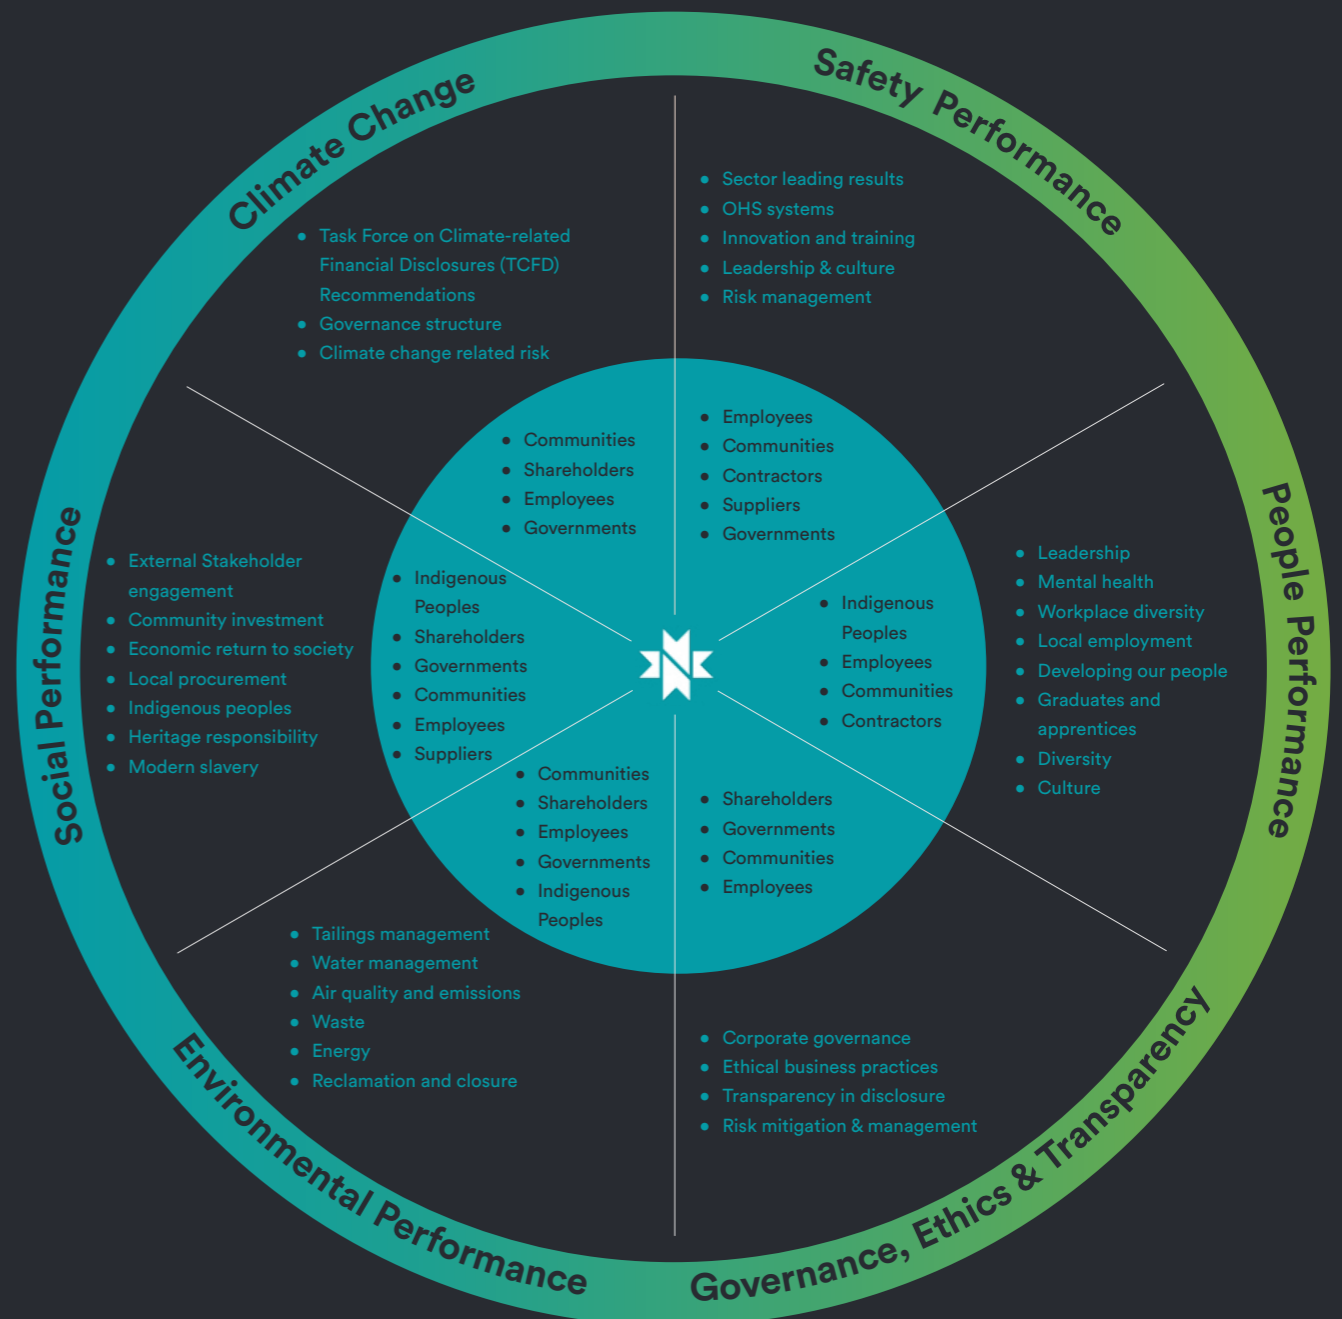 Climate Change
• Task Force on Climate-related
Financial Disclosures (TCFD)
Recommendations
• Governance structure
• Climate change related risk
• Communities
• Shareholders
• Employees
• Governments
Safety Performance
• Sector leading results
• OHS systems
• Innovation and training
• Leadership & culture
• Risk management
• Employees
• Communities
• Contractors
• Suppliers
• Governments
People Performance
• Leadership
• Mental health
• Workplace diversity
• Local employment
• Developing our people
• Graduates and
apprentices
• Diversity
• Culture
• Indigenous
Peoples
• Employees
• Communities
• Contractors
Governance, Ethics & Transparency
• Shareholders
• Governments
• Communities
• Employees
• Corporate governance
• Ethical business practices
• Transparency in disclosure
• Risk mitigation & management
Environmental Performance
• Communities
• Shareholders
• Employees
• Governments
• Indigenous
Peoples
• Tailings management
• Water management
• Air quality and emissions
• Waste
• Energy
• Reclamation and closure
Social Performance
• External Stakeholder
engagement
• Community investment
• Economic return to society
• Local procurement
• Indigenous peoples
• Heritage responsibility
• Modern slavery
• Indigenous
Peoples
• Shareholders
• Governments
• Communities
• Employees
• Suppliers
N